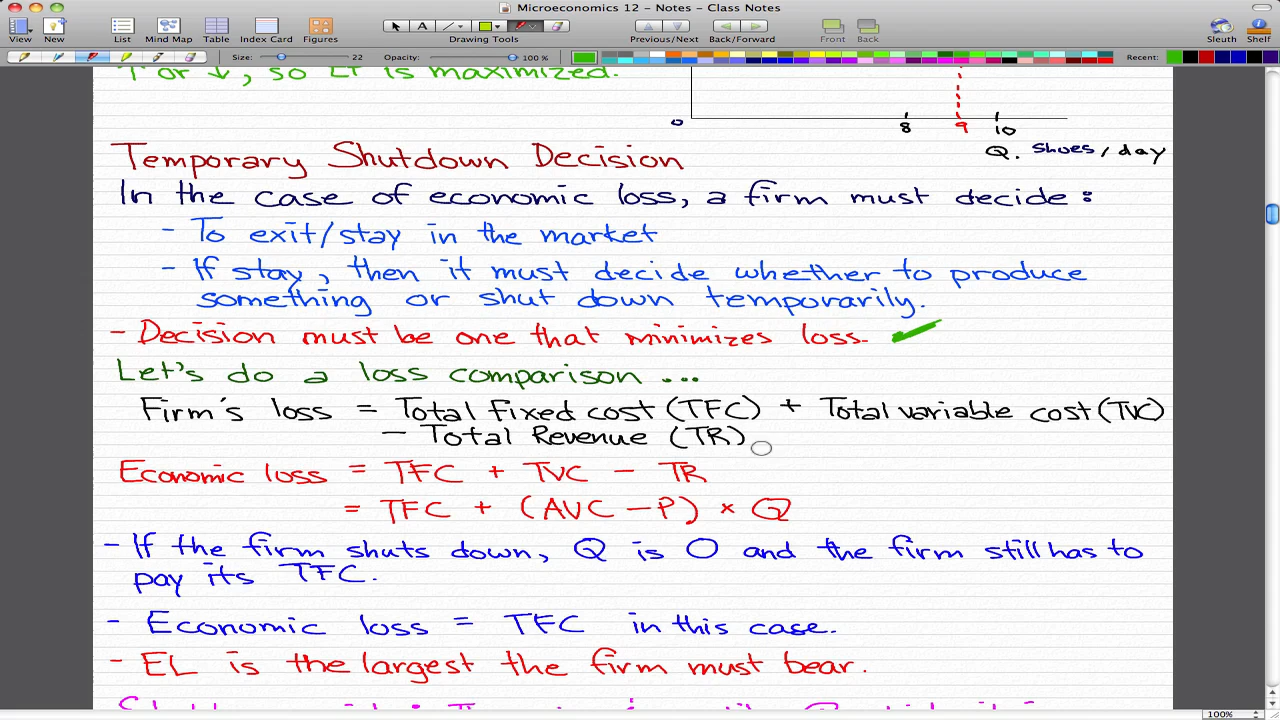 Microeconomics 12 - Class Notes
View New List Mind Map Table Index Card Figures Drawing Tools Previous/Next Back/Forward Front Back Sleuth Shelf
Size: 22 Opacity: 100 % Recent:
↑ or ↓, so is maximized.
0 8 9 10
Q. Shoes/day
Temporary Shutdown Decision
In the case of economic loss, a firm must decide:
- To exit/stay in the market
- If stay, then it must decide whether to produce
something or shut down temporarily.
- Decision must be one that minimizes loss. ✓
Let's do a loss comparison ...
Firm's loss = Total fixed cost (TFC) + Total variable cost (TVC)
- Total Revenue (TR)
Economic loss = TFC + TVC - TR
= TFC + (AVC - P) × Q
- If the firm shuts down, Q is 0 and the firm still has to
pay its TFC.
- Economic loss = TFC in this case.
- EL is the largest the firm must bear.
100%